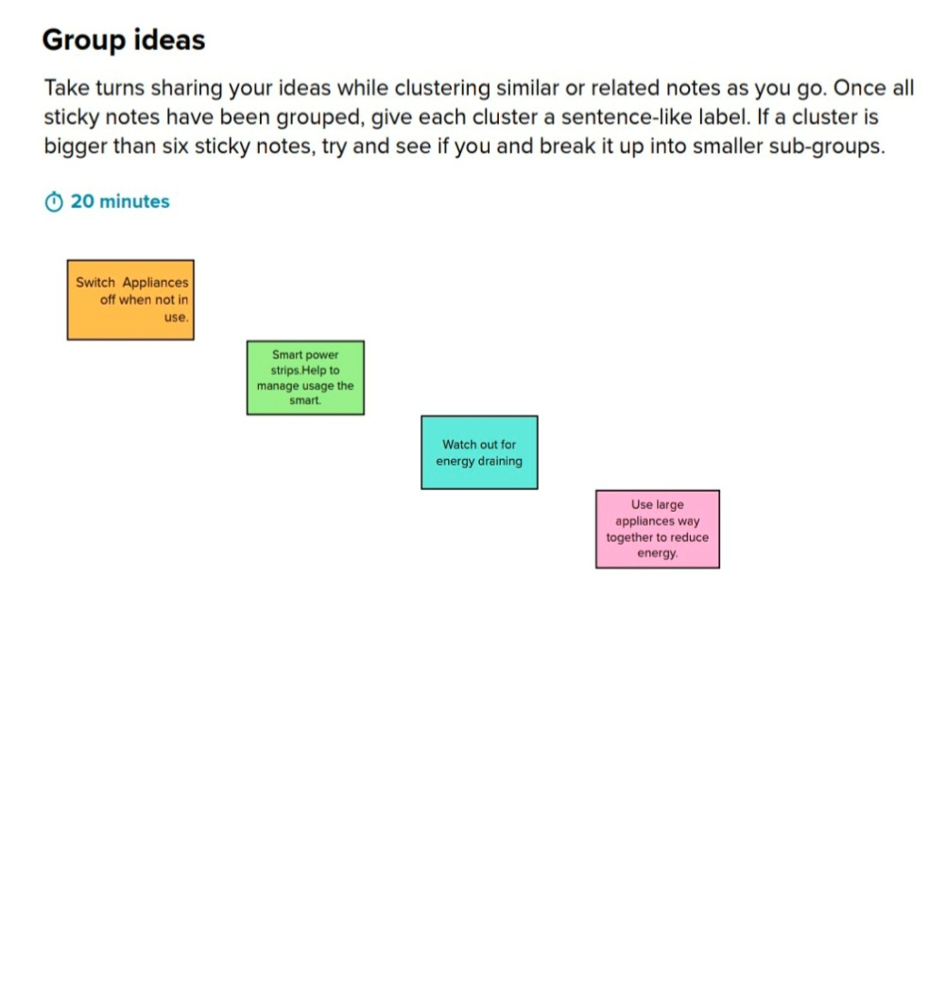 Group ideas
Take turns sharing your ideas while clustering similar or related notes as you go. Once all
sticky notes have been grouped, give each cluster a sentence-like label. If a cluster is
bigger than six sticky notes, try and see if you and break it up into smaller sub-groups.
20 minutes
Switch  Appliances
off when not in
use.
Smart power
strips.Help to
manage usage the
smart.
Watch out for
energy draining
Use large
appliances way
together to reduce
energy.